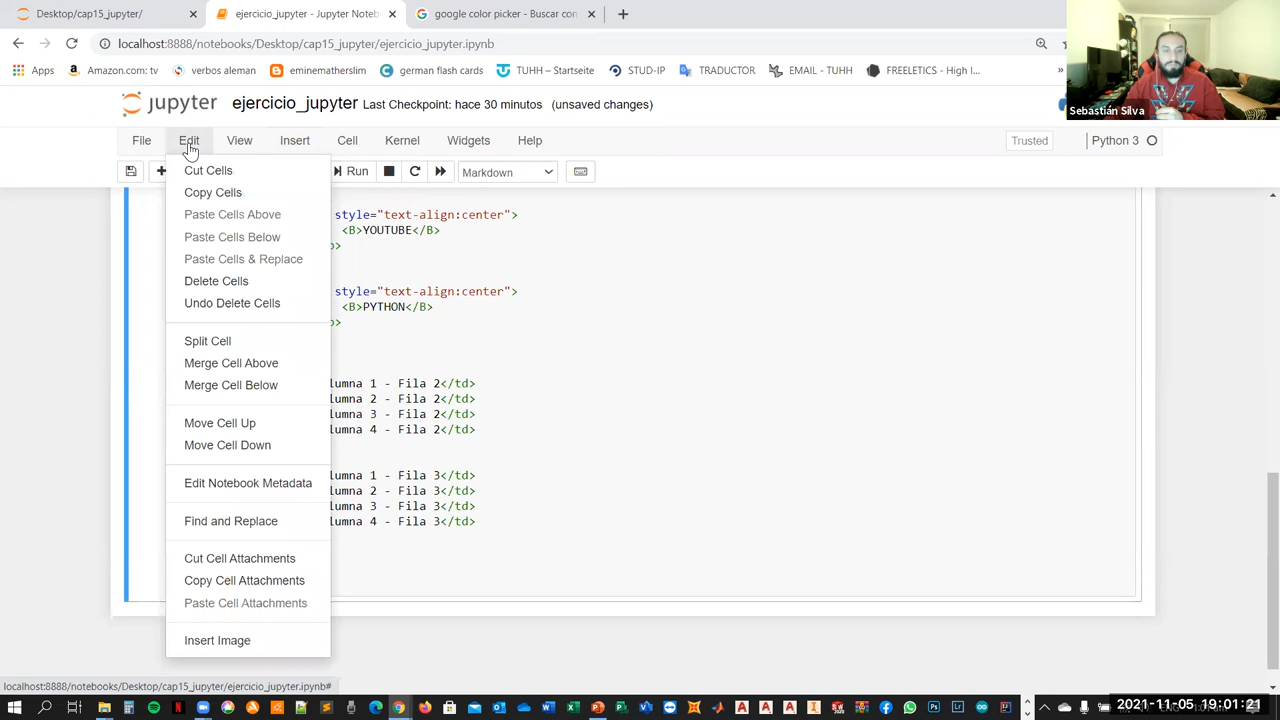 Desktop/cap15_jupyter/
ejercicio_jupyter - Jupyter Noteb
google color picker - Buscar con
localhost:8888/notebooks/Desktop/cap15_jupyter/ejercicio_jupyter.ipynb
Apps
Amazon.com: tv
verbos aleman
eminematherslim
german flash cards
TUHH – Startseite
STUD-IP
TRADUCTOR
EMAIL - TUHH
FREELETICS - High I...
»
Sebastián Silva
jupyter ejercicio_jupyter Last Checkpoint: hace 30 minutos (unsaved changes)
File Edit View Insert Cell Kernel Widgets Help
Trusted
Python 3
Run
Markdown
Cut Cells
Copy Cells
Paste Cells Above
Paste Cells Below
Paste Cells & Replace
Delete Cells
Undo Delete Cells
Split Cell
Merge Cell Above
Merge Cell Below
Move Cell Up
Move Cell Down
Edit Notebook Metadata
Find and Replace
Cut Cell Attachments
Copy Cell Attachments
Paste Cell Attachments
Insert Image
style="text-align:center">
<B>YOUTUBE</B>
>
style="text-align:center">
<B>PYTHON</B>
>
lumna 1 - Fila 2</td>
lumna 2 - Fila 2</td>
lumna 3 - Fila 2</td>
lumna 4 - Fila 2</td>
lumna 1 - Fila 3</td>
lumna 2 - Fila 3</td>
lumna 3 - Fila 3</td>
lumna 4 - Fila 3</td>
localhost:8888/notebooks/Desktop/cap15_jupyter/ejercicio_jupyter.ipynb#
2021-11-05 19:01:21